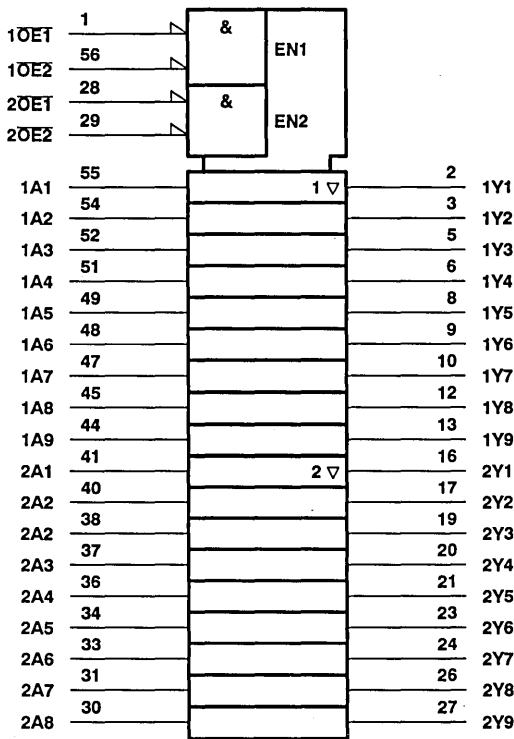 1
1OE1
&
EN1
56
1OE2
28
2OE1
&
EN2
29
2OE2
55
1A1
1 ▽
2
1Y1
54
1A2
3
1Y2
52
1A3
5
1Y3
51
1A4
6
1Y4
49
1A5
8
1Y5
48
1A6
9
1Y6
47
1A7
10
1Y7
45
1A8
12
1Y8
44
1A9
13
1Y9
41
2A1
2 ▽
16
2Y1
40
2A2
17
2Y2
38
2A2
19
2Y3
37
2A3
20
2Y4
36
2A4
21
2Y5
34
2A5
23
2Y6
33
2A6
24
2Y7
31
2A7
26
2Y8
30
2A8
27
2Y9